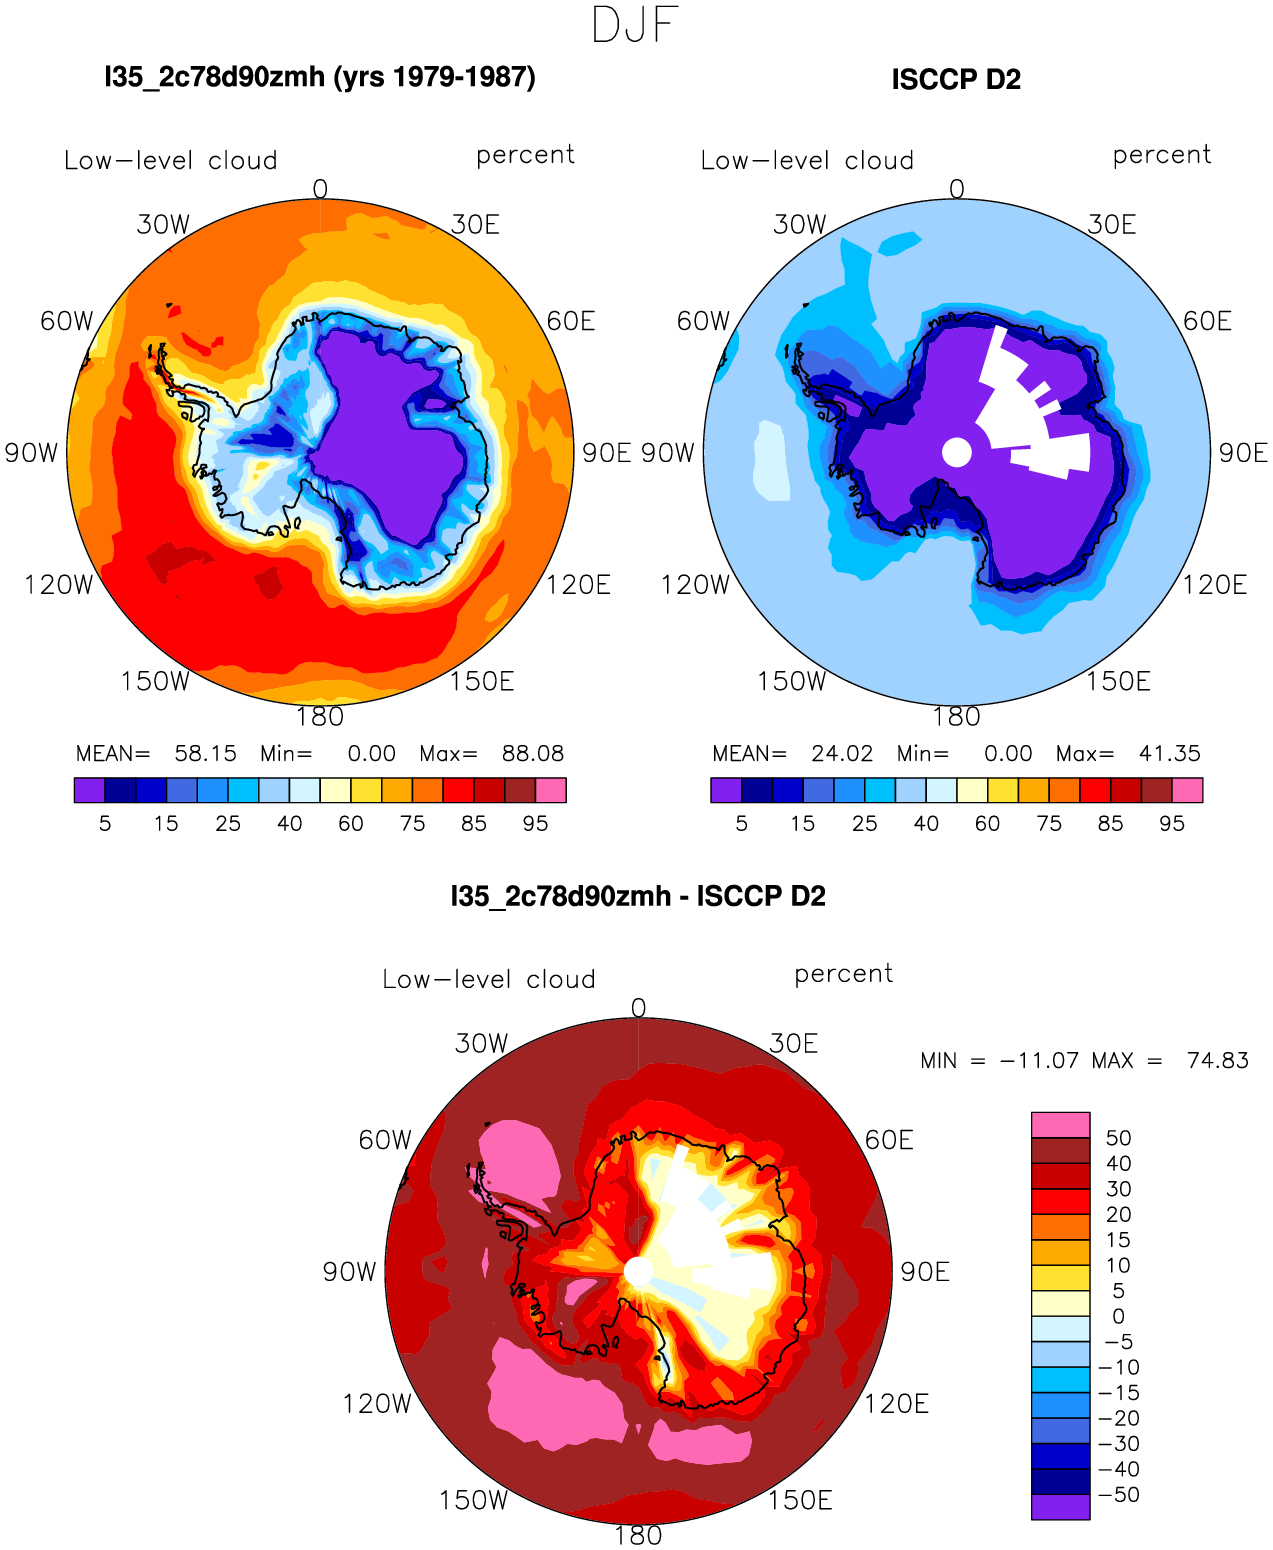 DJF
I35_2c78d90zmh (yrs 1979-1987)
Low-level cloud percent
0
30W 30E
60W 60E
90W 90E
120W 120E
150W 150E
180
MEAN= 58.15 Min= 0.00 Max= 88.08
5 15 25 40 60 75 85 95
ISCCP D2
Low-level cloud percent
0
30W 30E
60W 60E
90W 90E
120W 120E
150W 150E
180
MEAN= 24.02 Min= 0.00 Max= 41.35
5 15 25 40 60 75 85 95
I35_2c78d90zmh - ISCCP D2
Low-level cloud percent
0
30W 30E
60W 60E
90W 90E
120W 120E
150W 150E
180
MIN = -11.07 MAX = 74.83
50
40
30
20
15
10
5
0
-5
-10
-15
-20
-30
-40
-50